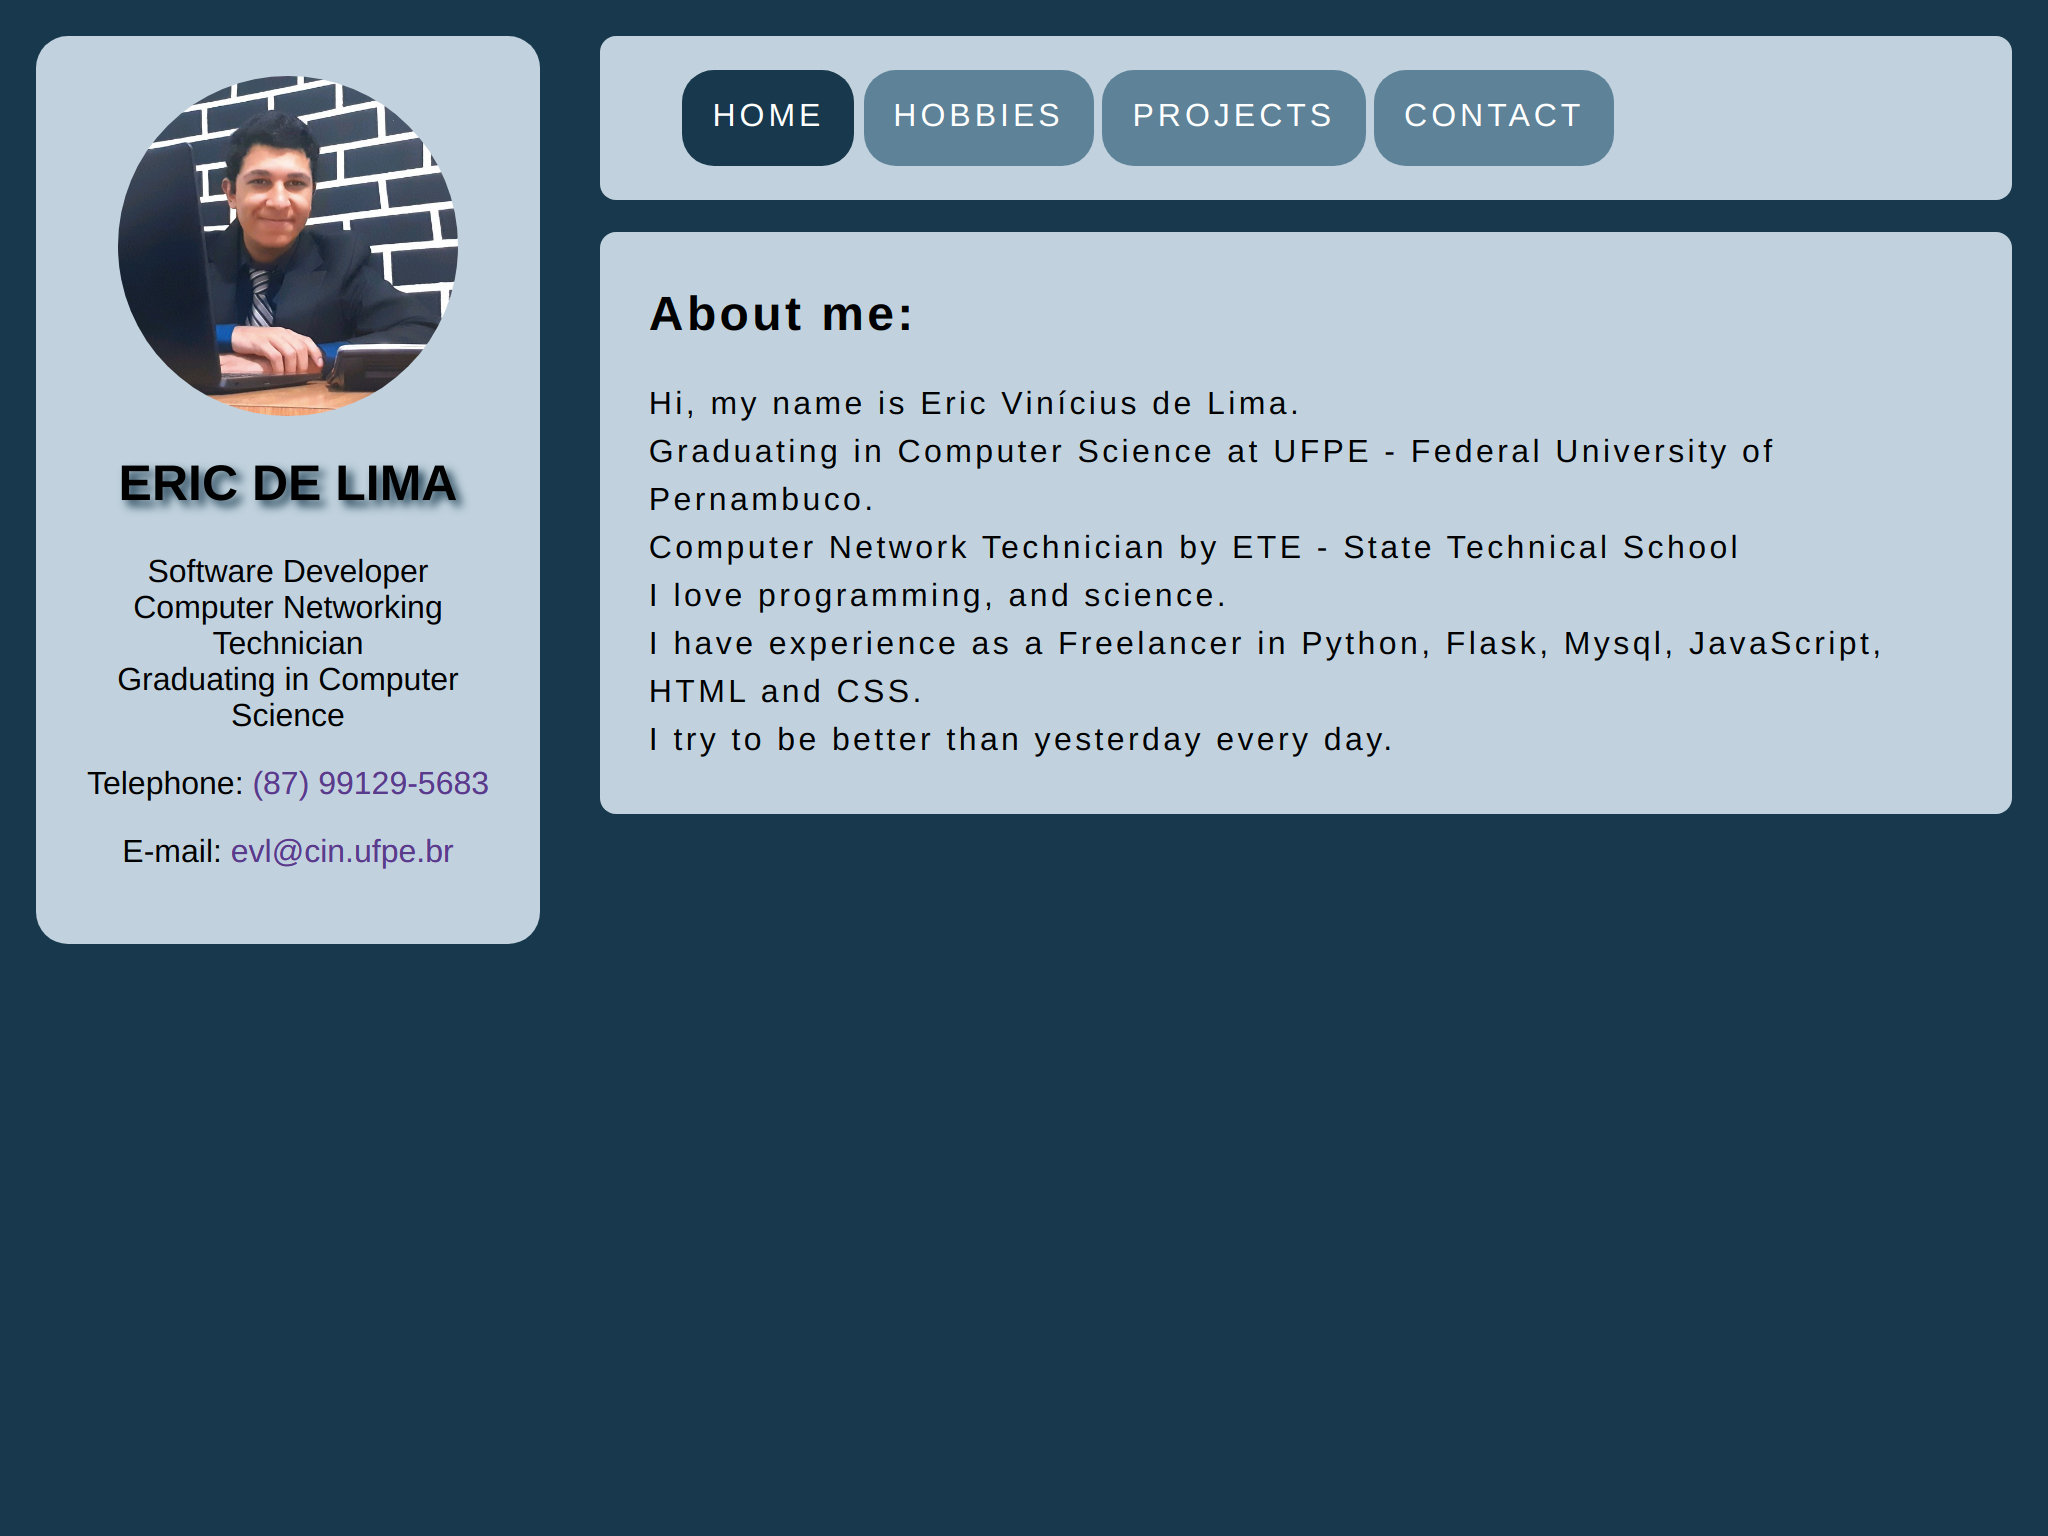 ERIC DE LIMA
Software Developer
Computer Networking
Technician
Graduating in Computer
Science
Telephone: (87) 99129-5683
E-mail: evl@cin.ufpe.br
HOME HOBBIES PROJECTS CONTACT
About me:
Hi, my name is Eric Vinícius de Lima.
Graduating in Computer Science at UFPE - Federal University of
Pernambuco.
Computer Network Technician by ETE - State Technical School
I love programming, and science.
I have experience as a Freelancer in Python, Flask, Mysql, JavaScript,
HTML and CSS.
I try to be better than yesterday every day.